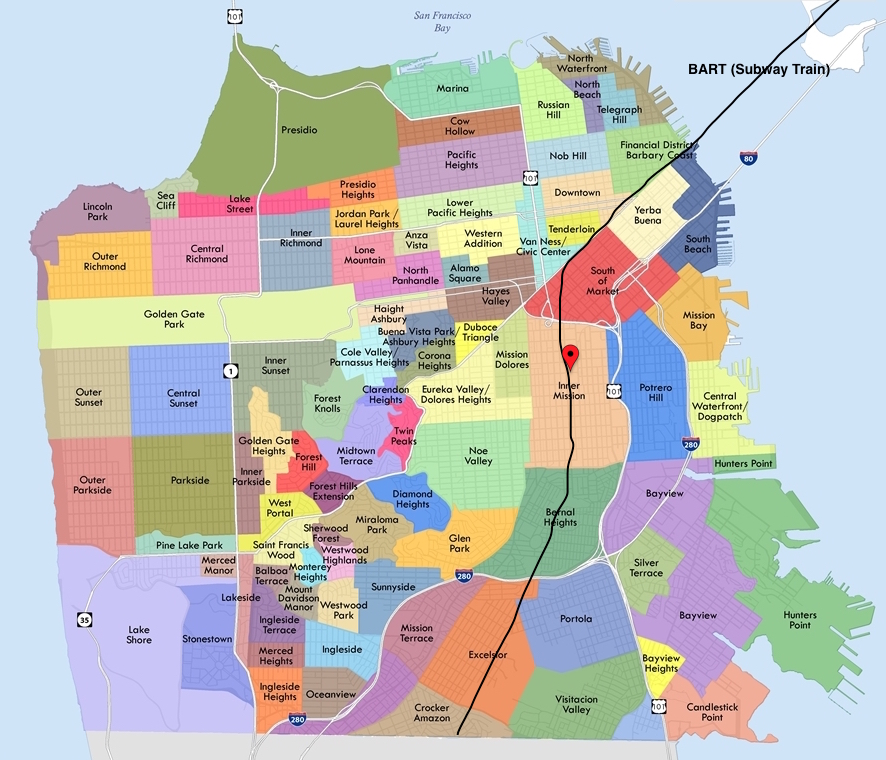 San Francisco
Bay
101
BART (Subway Train)
North
Waterfront
Marina
North
Beach
Russian
Hill
Telegraph
Hill
Presidio
Cow
Hollow
Financial District/
Barbary Coast
Pacific
Heights
Nob Hill
80
101
Presidio
Heights
Downtown
Sea
Cliff
Lake
Street
Lincoln
Park
Jordan Park /
Laurel Heights
Lower
Pacific Heights
Yerba
Buena
Tenderloin
Inner
Richmond
Anza
Vista
Western
Addition
Van Ness/
Civic Center
South
Beach
Outer
Richmond
Central
Richmond
Lone
Mountain
North
Panhandle
Alamo
Square
South
of
Market
Hayes
Valley
Golden Gate
Park
Haight
Ashbury
Mission
Bay
Buena Vista Park/
Ashbury Heights
Duboce
Triangle
Cole Valley/
Parnassus Heights
Corona
Heights
Mission
Dolores
Inner
Sunset
1
Outer
Sunset
Central
Sunset
Clarendon
Heights
Eureka Valley/
Dolores Heights
Inner
Mission
101
Potrero
Hill
Central
Waterfront/
Dogpatch
Forest
Knolls
Twin
Peaks
Golden Gate
Heights
Midtown
Terrace
Noe
Valley
280
Forest
Hill
Hunters Point
Outer
Parkside
Parkside
Inner
Parkside
Forest Hills
Extension
Diamond
Heights
Bayview
West
Portal
Miraloma
Park
Bernal
Heights
Sherwood
Forest
Glen
Park
Pine Lake Park
Saint Francis
Wood
Westwood
Highlands
Merced
Manor
Balboa
Terrace
Monterey
Heights
280
Silver
Terrace
Sunnyside
Lakeside
Mount
Davidson
Manor
Westwood
Park
35
Lake
Shore
Stonestown
Ingleside
Terrace
Mission
Terrace
Portola
Bayview
Hunters
Point
Merced
Heights
Ingleside
Excelsior
Bayview
Heights
Ingleside
Heights
Oceanview
Visitacion
Valley
101
Candlestick
Point
Crocker
Amazon
280